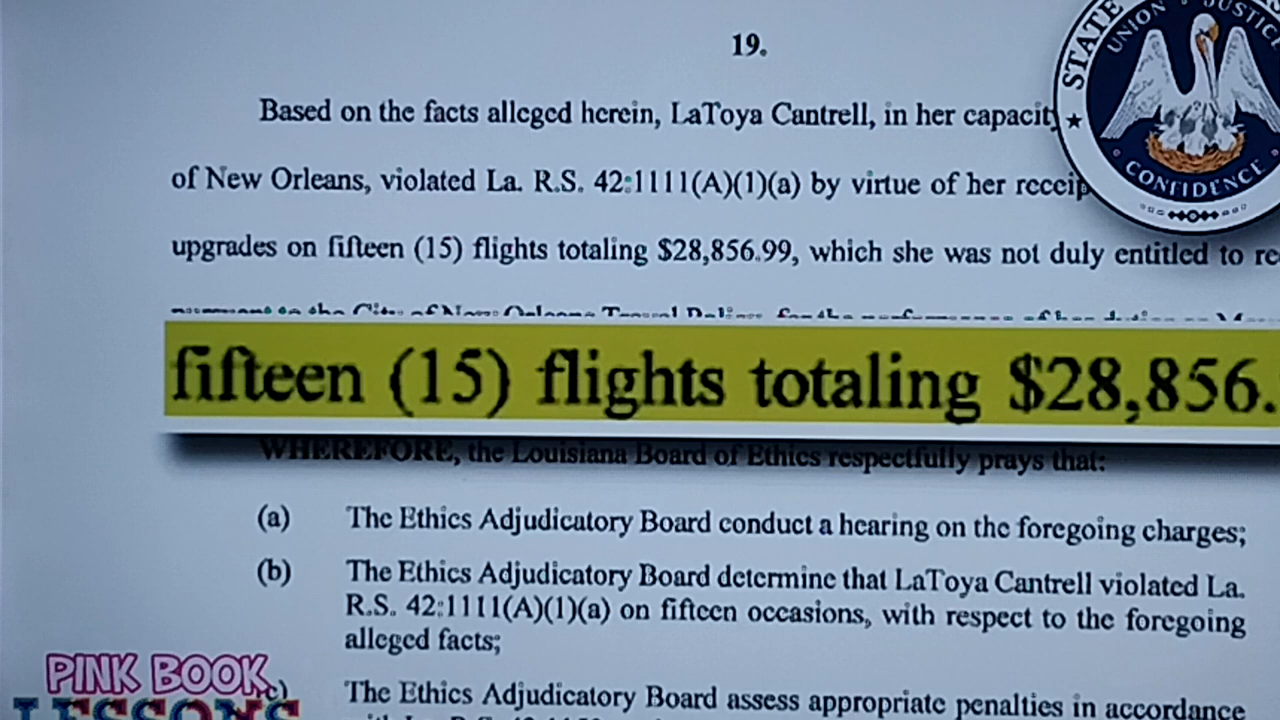 19.
Based on the facts alleged herein, LaToya Cantrell, in her capacity
of New Orleans, violated La. R.S. 42:1111(A)(1)(a) by virtue of her receip
upgrades on fifteen (15) flights totaling $28,856.99, which she was not duly entitled to re
fifteen (15) flights totaling $28,856.
WHEREFORE, the Louisiana Board of Ethics respectfully prays that:
(a) The Ethics Adjudicatory Board conduct a hearing on the foregoing charges;
(b) The Ethics Adjudicatory Board determine that LaToya Cantrell violated La.
R.S. 42:1111(A)(1)(a) on fifteen occasions, with respect to the foregoing
alleged facts;
c) The Ethics Adjudicatory Board assess appropriate penalties in accordance
STATE
UNION JUSTIC
CONFIDENCE
PINK BOOK
LESSONS